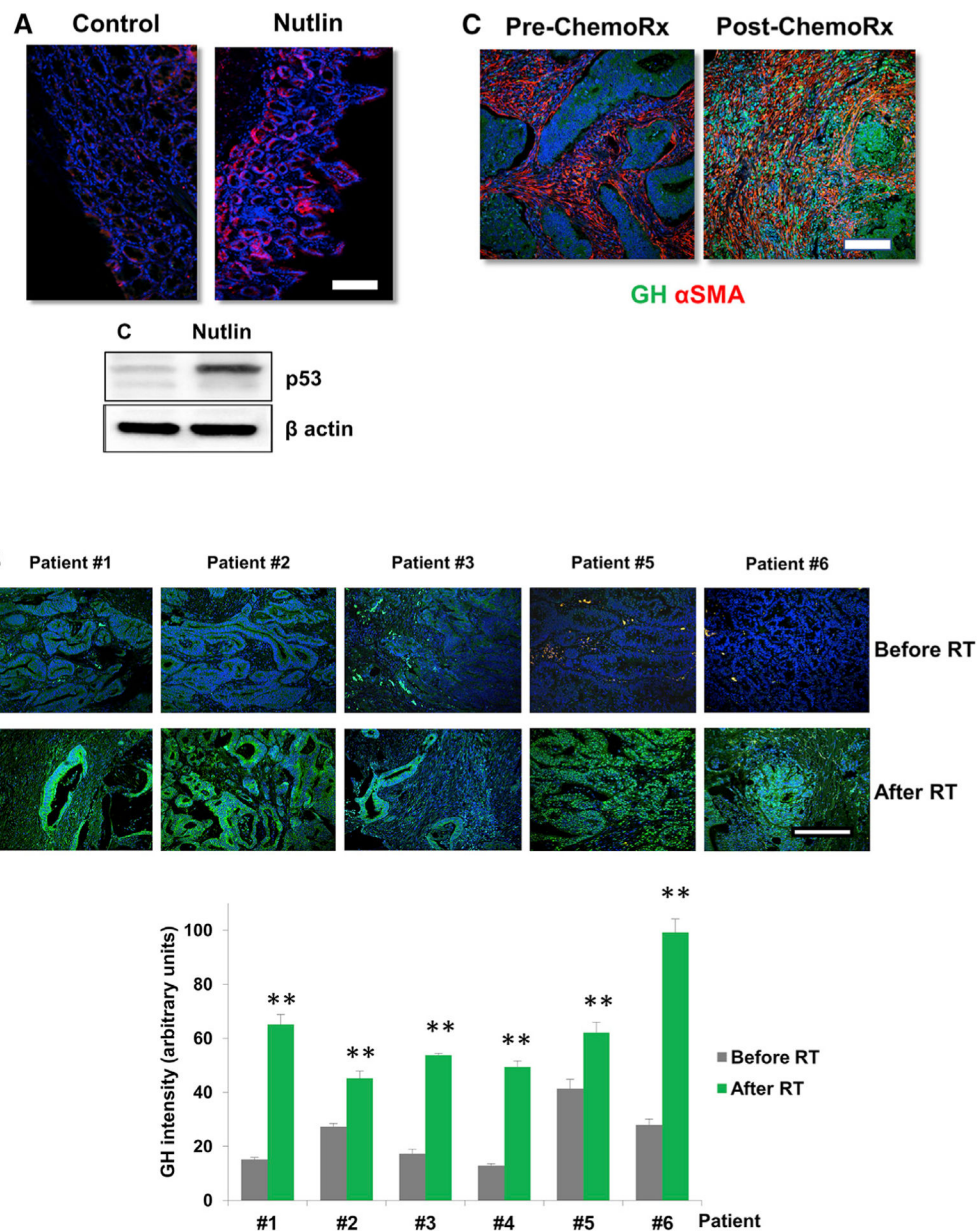 A Control Nutlin
C Pre-ChemoRx Post-ChemoRx
GH αSMA
C Nutlin
p53
β actin
Patient #1 Patient #2 Patient #3 Patient #5 Patient #6
Before RT
After RT
GH intensity (arbitrary units)
100
80
60
40
20
0
** ** ** ** ** **
Before RT
After RT
#1 #2 #3 #4 #5 #6 Patient